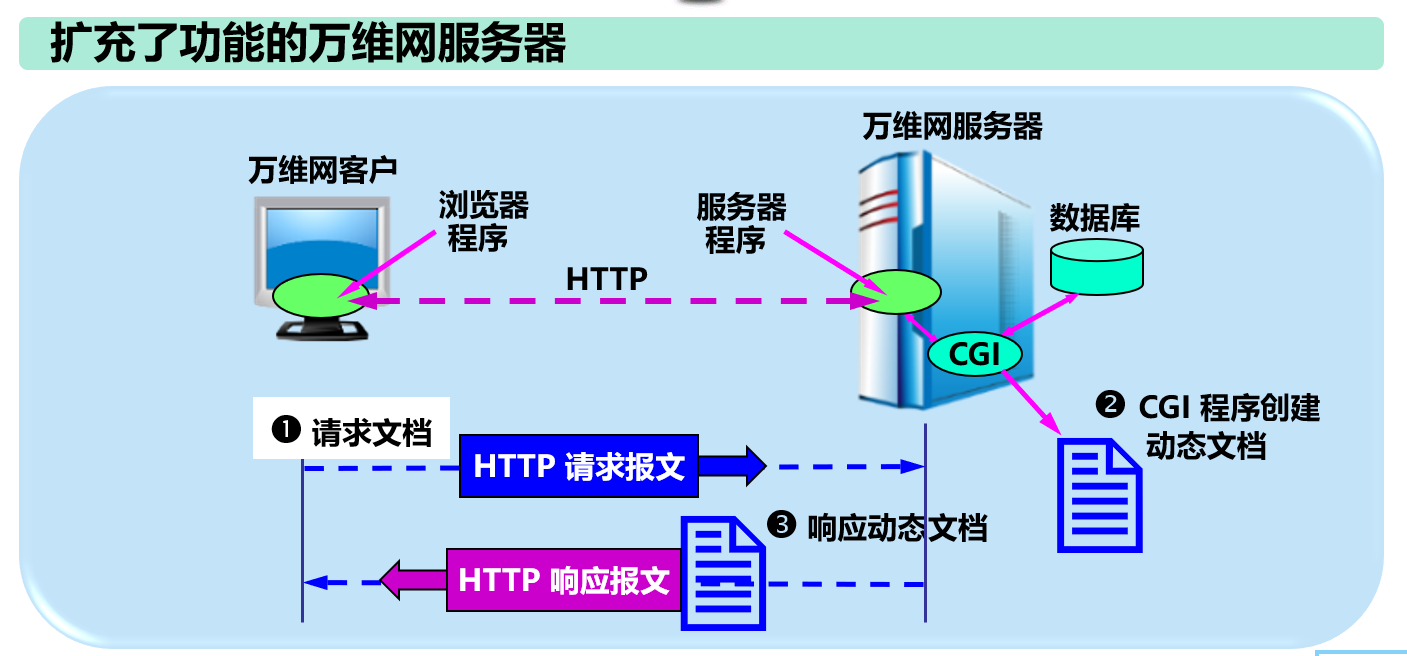 扩充了功能的万维网服务器
万维网服务器
万维网客户
浏览器
程序
服务器
程序
数据库
HTTP
CGI
❷ CGI 程序创建
动态文档
❶ 请求文档
HTTP 请求报文
❸ 响应动态文档
HTTP 响应报文